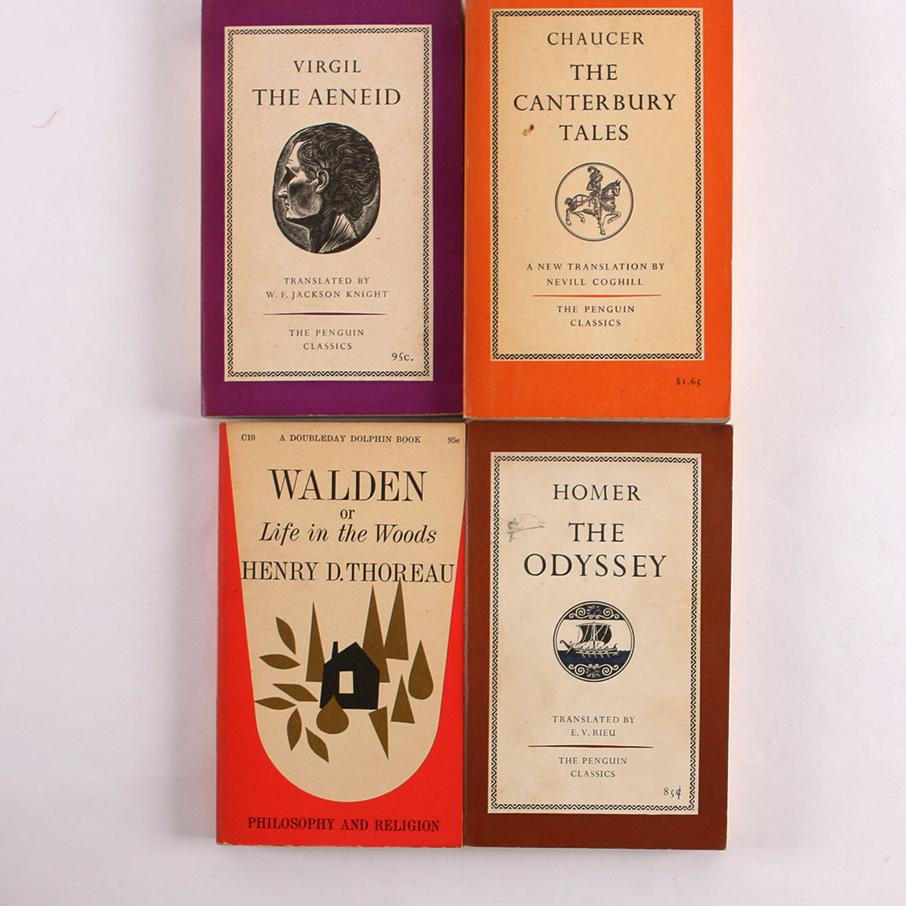 VIRGIL
THE AENEID
TRANSLATED BY
W. F. JACKSON KNIGHT
THE PENGUIN
CLASSICS
95c.
CHAUCER
THE
CANTERBURY
TALES
A NEW TRANSLATION BY
NEVILL COGHILL
THE PENGUIN
CLASSICS
$1.65
C10 A DOUBLEDAY DOLPHIN BOOK 95c
WALDEN
or
Life in the Woods
HENRY D. THOREAU
PHILOSOPHY AND RELIGION
HOMER
THE
ODYSSEY
TRANSLATED BY
E. V. RIEU
THE PENGUIN
CLASSICS
85¢